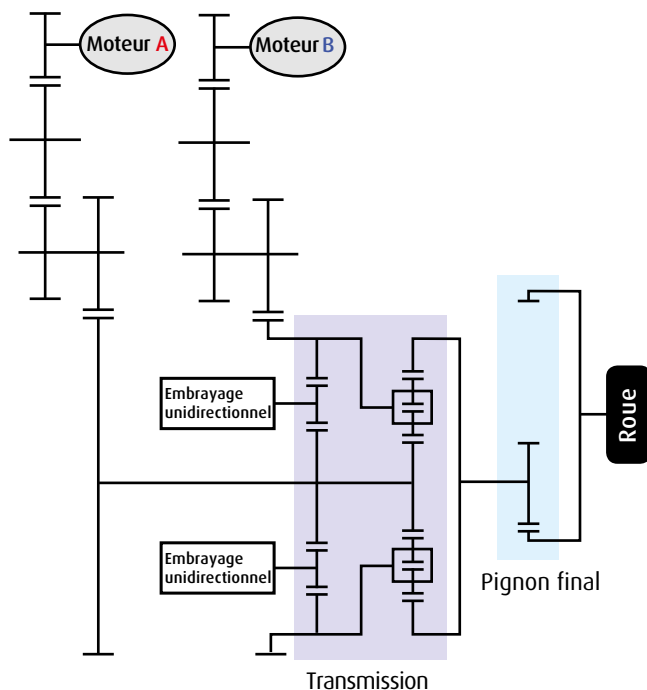 Moteur A
Moteur B
Embrayage
unidirectionnel
Roue
Embrayage
unidirectionnel
Pignon final
Transmission